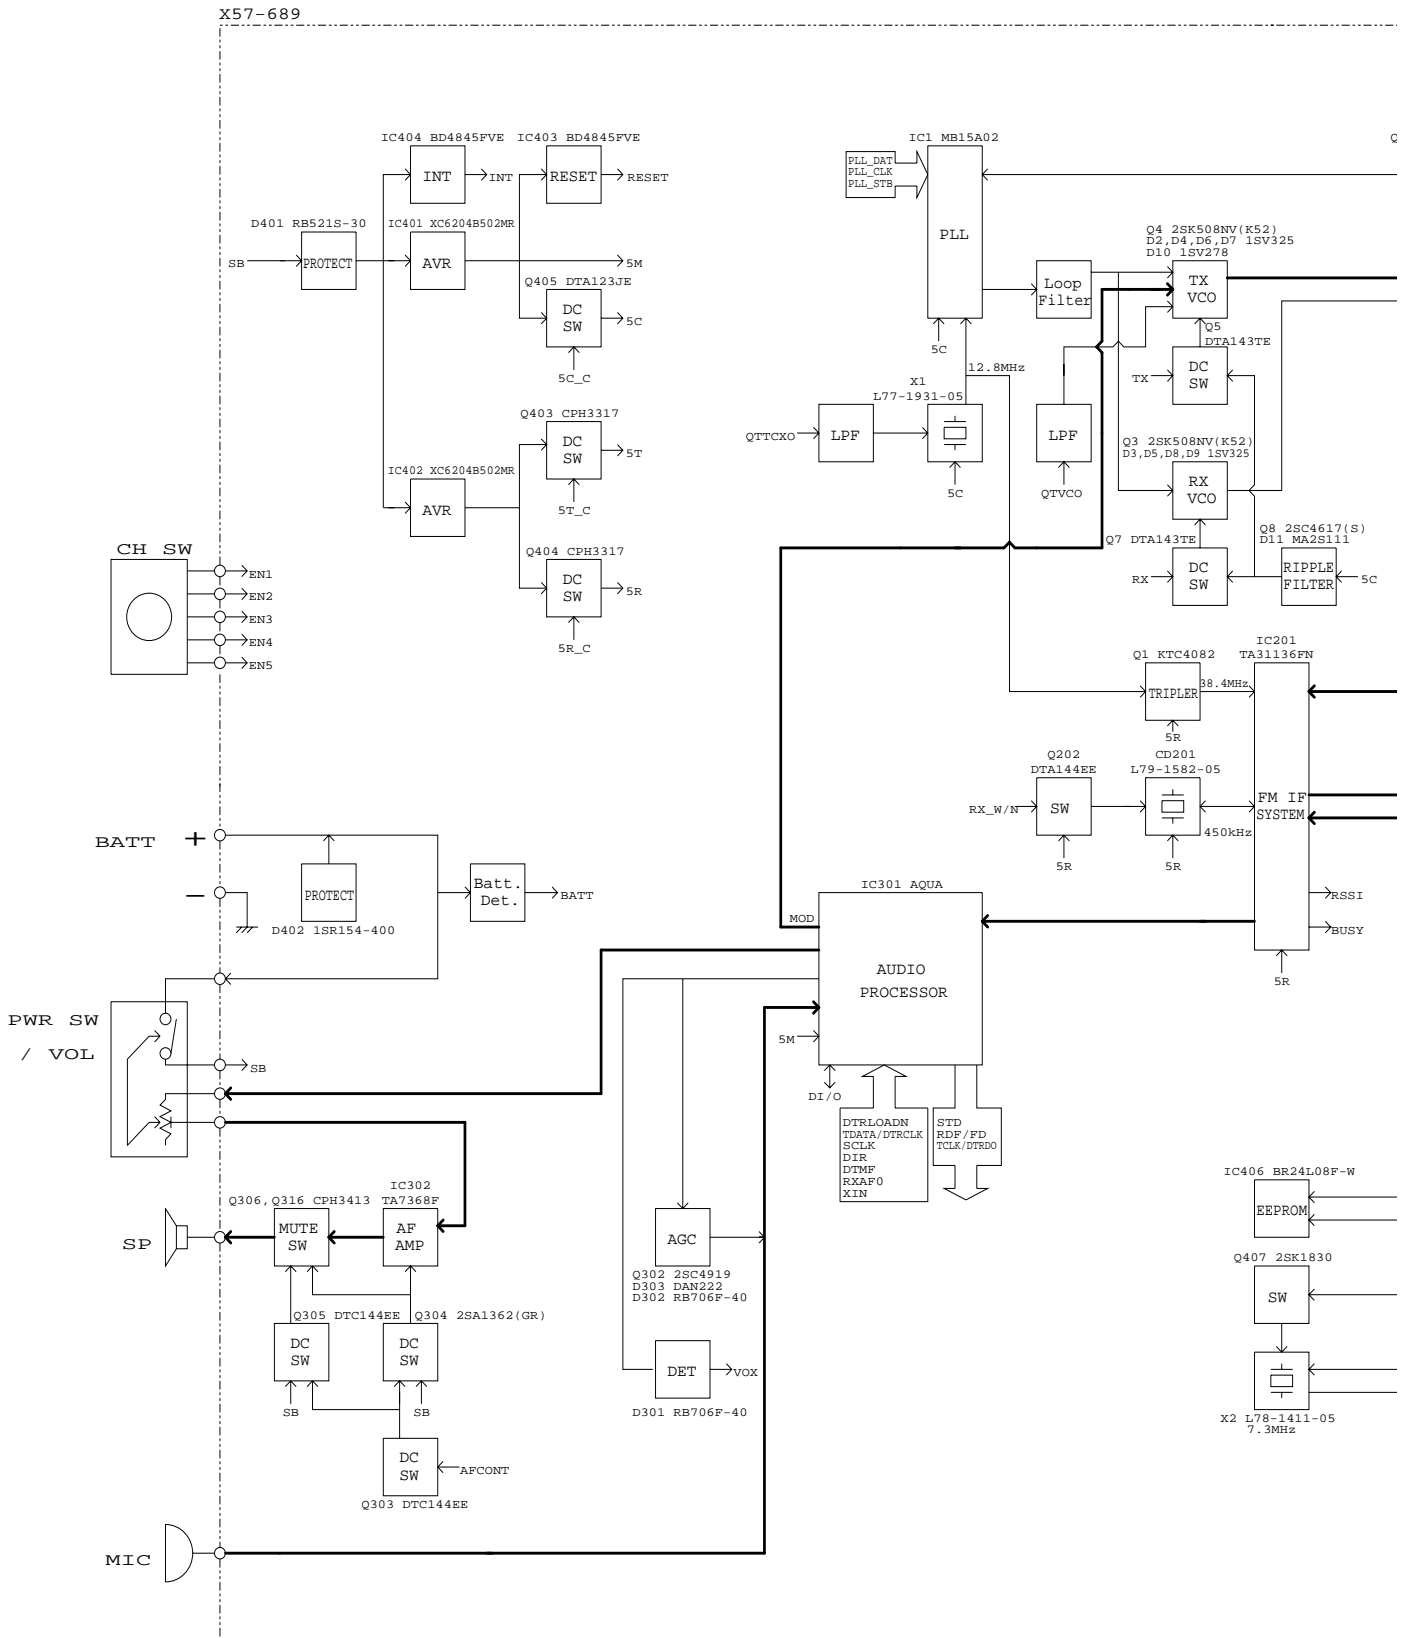 X57-689
IC404 BD4845FVE
INT
INT
IC403 BD4845FVE
RESET
RESET
D401 RB521S-30
SB
PROTECT
IC401 XC6204B502MR
AVR
5M
Q405 DTA123JE
DC
SW
5C
5C_C
Q403 CPH3317
DC
SW
5T
5T_C
IC402 XC6204B502MR
AVR
Q404 CPH3317
DC
SW
5R
5R_C
CH SW
EN1
EN2
EN3
EN4
EN5
IC1 MB15A02
PLL_DAT
PLL_CLK
PLL_STB
PLL
5C
12.8MHz
Loop
Filter
Q
Q4 2SK508NV(K52)
D2,D4,D6,D7 1SV325
D10 1SV278
TX
VCO
Q5
DTA143TE
TX
DC
SW
X1
L77-1931-05
QTTCXO
LPF
5C
LPF
QTVCO
Q3 2SK508NV(K52)
D3,D5,D8,D9 1SV325
RX
VCO
Q7 DTA143TE
RX
DC
SW
Q8 2SC4617(S)
D11 MA2S111
RIPPLE
FILTER
5C
Q1 KTC4082
TRIPLER
38.4MHz
5R
IC201
TA31136FN
FM IF
SYSTEM
Q202
DTA144EE
RX_W/N
SW
5R
CD201
L79-1582-05
450kHz
5R
RSSI
BUSY
5R
BATT
+
-
PROTECT
D402 1SR154-400
Batt.
Det.
BATT
PWR SW
/ VOL
SB
IC301 AQUA
MOD
AUDIO
PROCESSOR
5M
DI/O
DTRLOADN
TDATA/DTRCLK
SCLK
DIR
DTMF
RXAF0
XIN
STD
RDF/FD
TCLK/DTRDO
SP
Q306,Q316 CPH3413
MUTE
SW
IC302
TA7368F
AF
AMP
Q305 DTC144EE
DC
SW
SB
Q304 2SA1362(GR)
DC
SW
SB
DC
SW
AFCONT
Q303 DTC144EE
AGC
Q302 2SC4919
D303 DAN222
D302 RB706F-40
DET
VOX
D301 RB706F-40
IC406 BR24L08F-W
EEPROM
Q407 2SK1830
SW
X2 L78-1411-05
7.3MHz
MIC